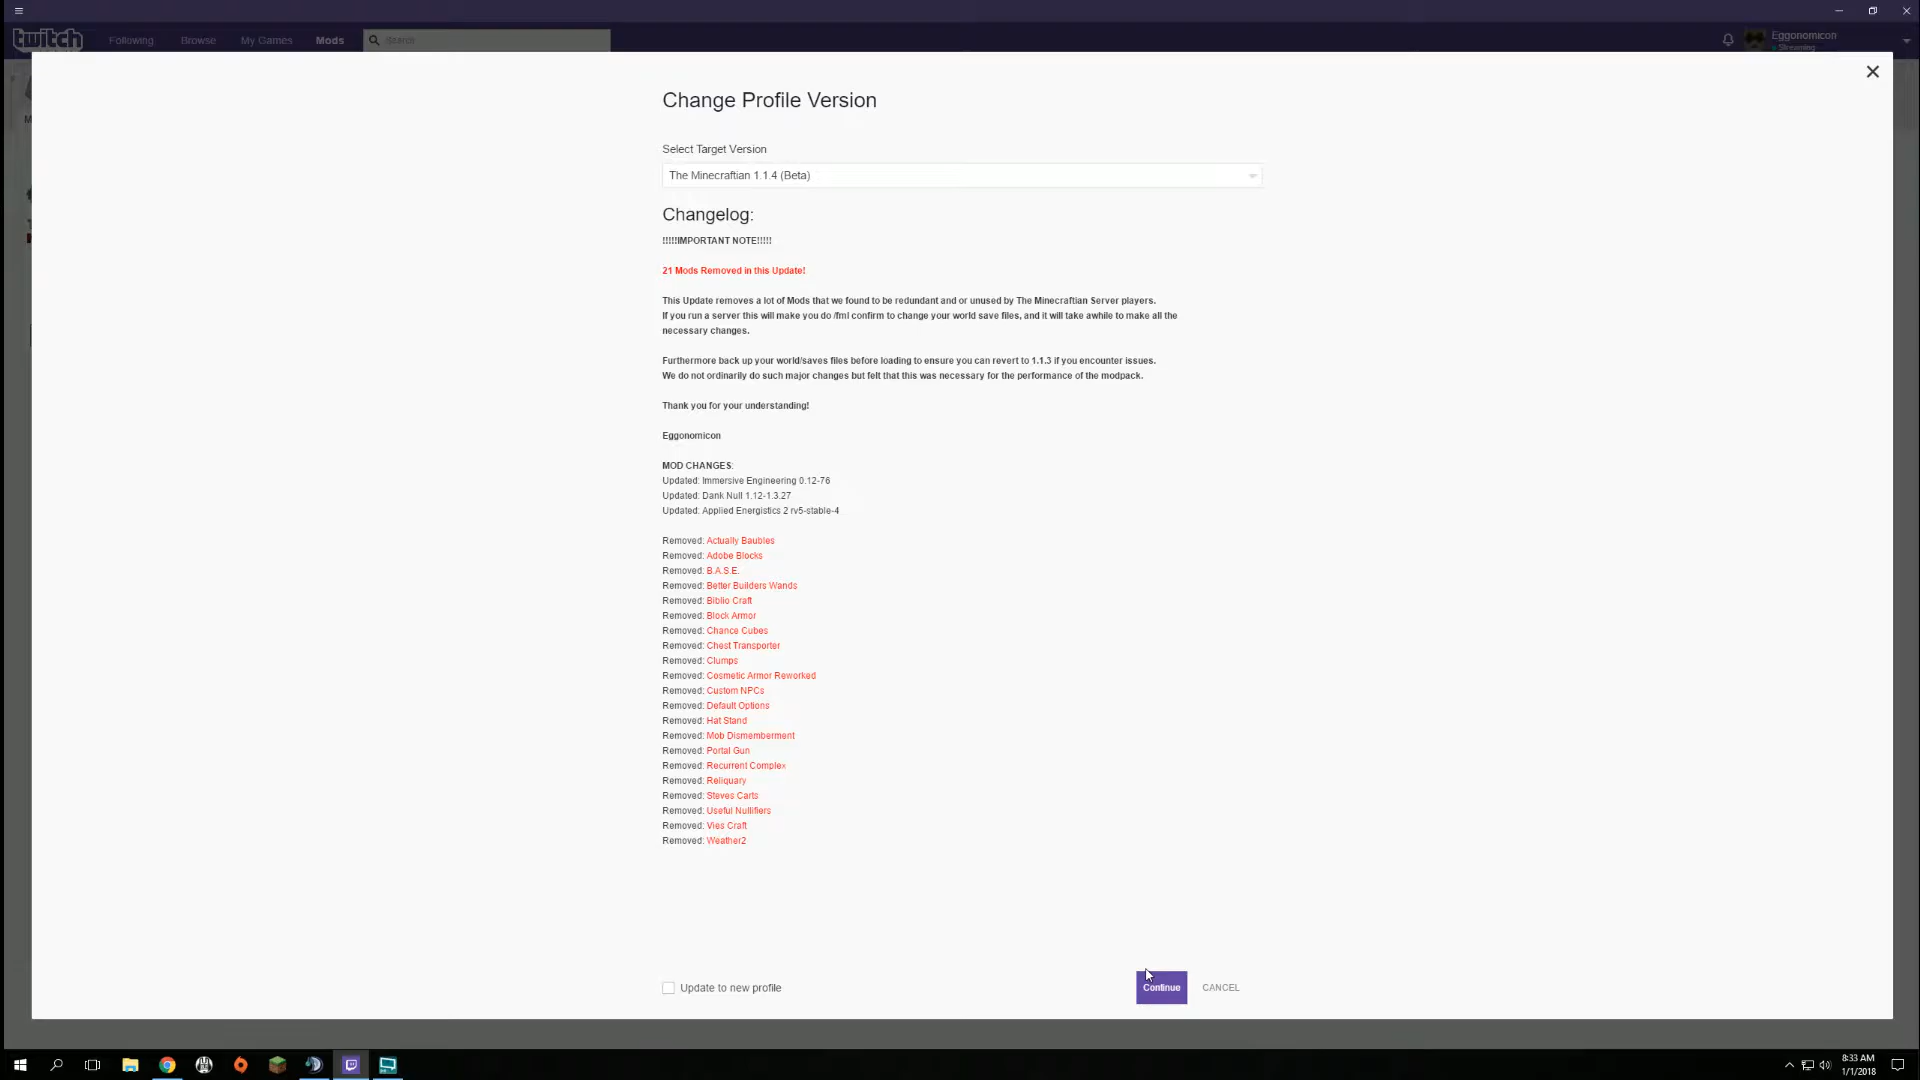 twitch
Following
Browse
My Games
Mods
Search
Eggonomicon
Streaming
Change Profile Version
Select Target Version
The Minecraftian 1.1.4 (Beta)
Changelog:
!!!!!IMPORTANT NOTE!!!!!
21 Mods Removed in this Update!
This Update removes a lot of Mods that we found to be redundant and or unused by The Minecraftian Server players.
If you run a server this will make you do /fml confirm to change your world save files, and it will take awhile to make all the
necessary changes.
Furthermore back up your world/saves files before loading to ensure you can revert to 1.1.3 if you encounter issues.
We do not ordinarily do such major changes but felt that this was necessary for the performance of the modpack.
Thank you for your understanding!
Eggonomicon
MOD CHANGES:
Updated: Immersive Engineering 0.12-76
Updated: Dank Null 1.12-1.3.27
Updated: Applied Energistics 2 rv5-stable-4
Removed: Actually Baubles
Removed: Adobe Blocks
Removed: B.A.S.E.
Removed: Better Builders Wands
Removed: Biblio Craft
Removed: Block Armor
Removed: Chance Cubes
Removed: Chest Transporter
Removed: Clumps
Removed: Cosmetic Armor Reworked
Removed: Custom NPCs
Removed: Default Options
Removed: Hat Stand
Removed: Mob Dismemberment
Removed: Portal Gun
Removed: Recurrent Complex
Removed: Reliquary
Removed: Steves Carts
Removed: Useful Nullifiers
Removed: Vies Craft
Removed: Weather2
Update to new profile
Continue
CANCEL
8:33 AM
1/1/2018